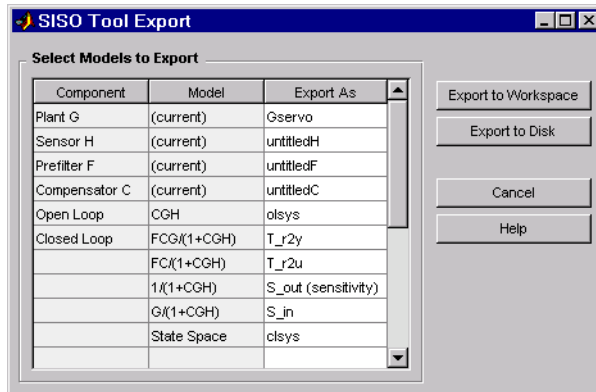 SISO Tool Export
Select Models to Export
Component Model Export As
Plant G (current) Gservo
Sensor H (current) untitledH
Prefilter F (current) untitledF
Compensator C (current) untitledC
Open Loop CGH olsys
Closed Loop FCG/(1+CGH) T_r2y
FC/(1+CGH) T_r2u
1/(1+CGH) S_out (sensitivity)
G/(1+CGH) S_in
State Space clsys
Export to Workspace
Export to Disk
Cancel
Help